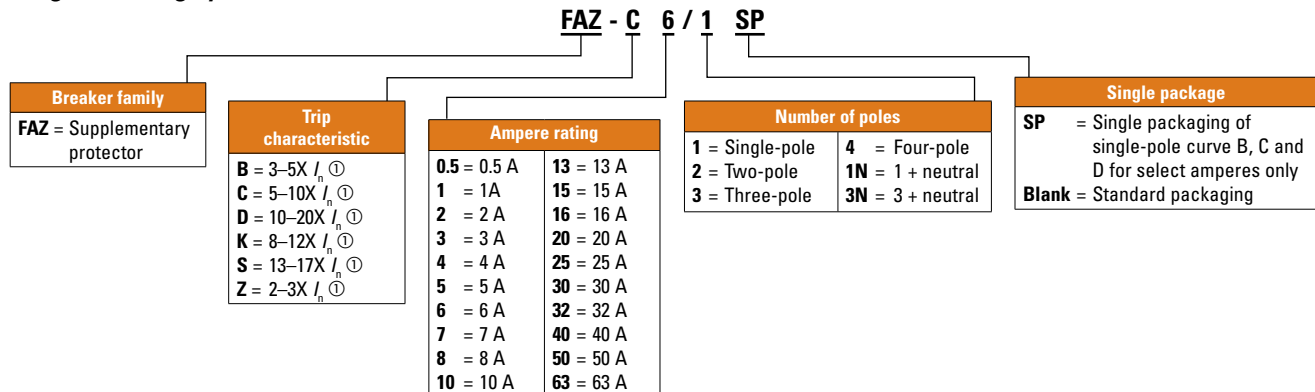 FAZ - C 6 / 1 SP
Breaker family
FAZ = Supplementary
protector
Trip
characteristic
B = 3–5X In ①
C = 5–10X In ①
D = 10–20X In ①
K = 8–12X In ①
S = 13–17X In ①
Z = 2–3X In ①
Ampere rating
0.5 = 0.5 A
1 = 1A
2 = 2 A
3 = 3 A
4 = 4 A
5 = 5 A
6 = 6 A
7 = 7 A
8 = 8 A
10 = 10 A
13 = 13 A
15 = 15 A
16 = 16 A
20 = 20 A
25 = 25 A
30 = 30 A
32 = 32 A
40 = 40 A
50 = 50 A
63 = 63 A
Number of poles
1 = Single-pole
2 = Two-pole
3 = Three-pole
4 = Four-pole
1N = 1 + neutral
3N = 3 + neutral
Single package
SP = Single packaging of
single-pole curve B, C and
D for select amperes only
Blank = Standard packaging